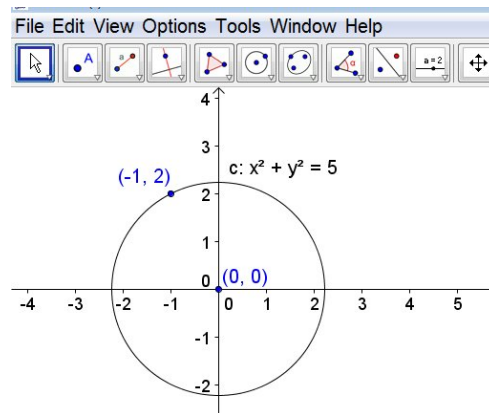 File Edit View Options Tools Window Help
A a α a = 2
4
3
c: x² + y² = 5
(-1, 2)
2
1
0
(0, 0)
-4 -3 -2 -1 0 1 2 3 4 5
-1
-2